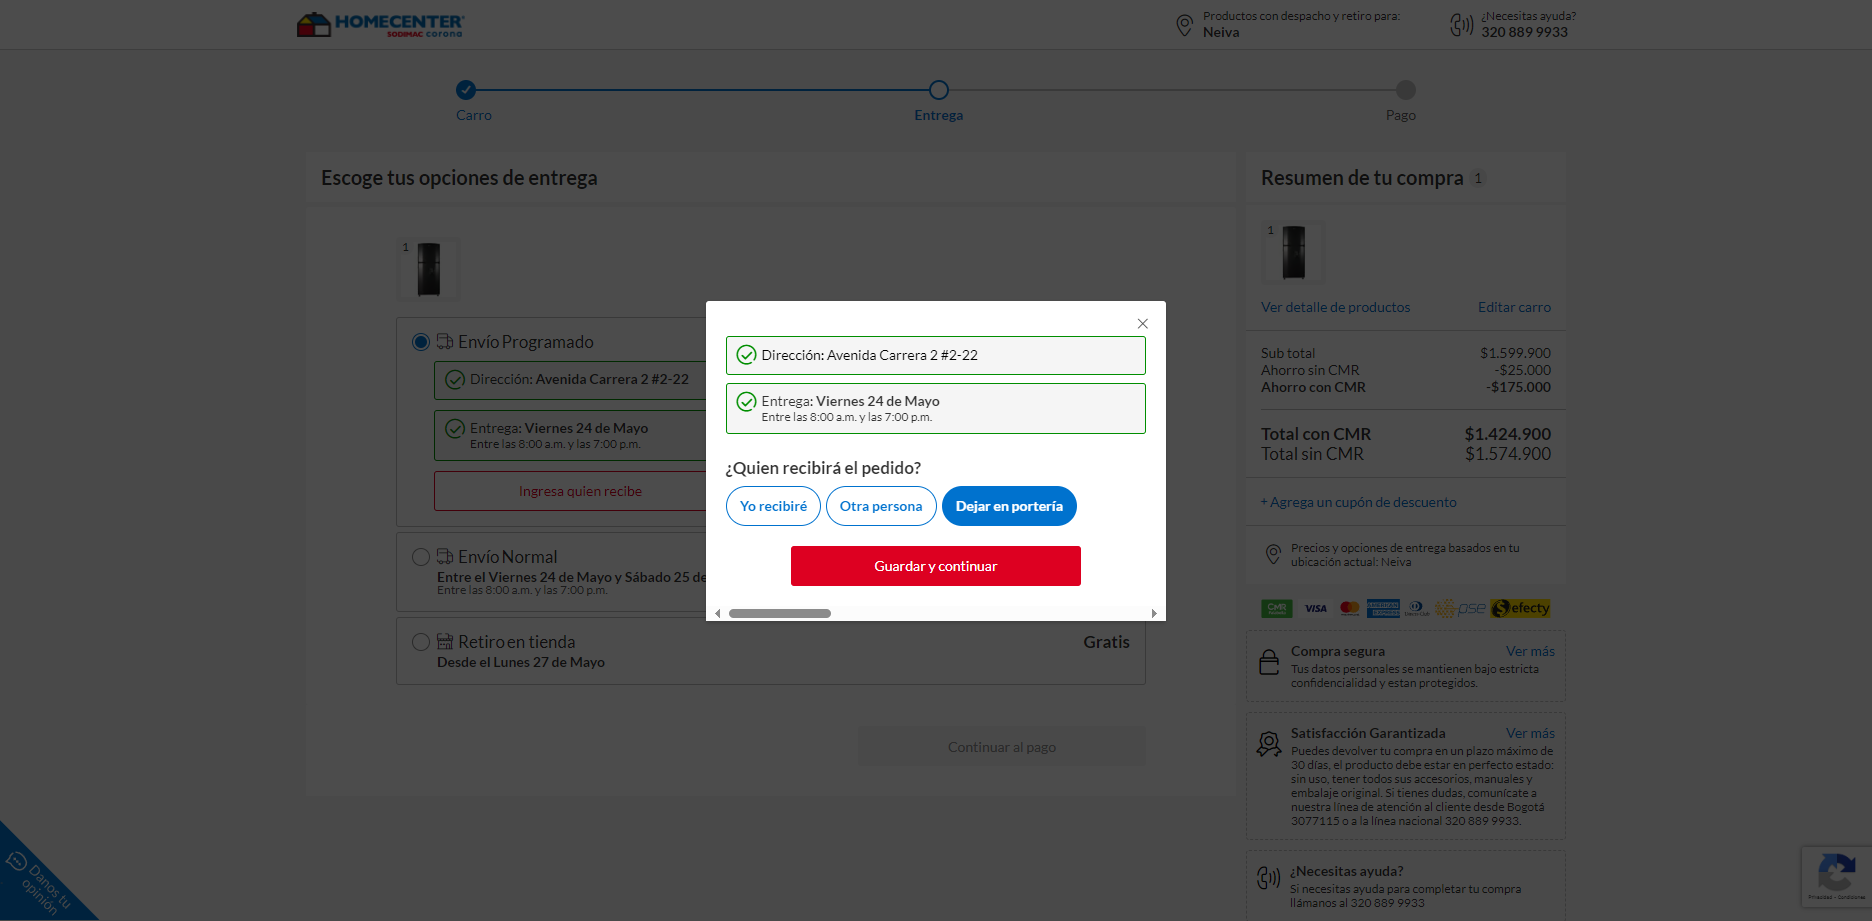 HOMECENTER
SODIMAC corona
Productos con despacho y retiro para:
Neiva
¿Necesitas ayuda?
320 889 9933
Carro
Entrega
Pago
Escoge tus opciones de entrega
1
Envío Programado
Dirección: Avenida Carrera 2 #2-22
Entrega: Viernes 24 de Mayo
Entre las 8:00 a.m. y las 7:00 p.m.
Ingresa quien recibe
Envío Normal
Entre el Viernes 24 de Mayo y Sábado 25 de
Entre las 8:00 a.m. y las 7:00 p.m.
Retiro en tienda
Gratis
Desde el Lunes 27 de Mayo
Continuar al pago
Dirección: Avenida Carrera 2 #2-22
Entrega: Viernes 24 de Mayo
Entre las 8:00 a.m. y las 7:00 p.m.
¿Quien recibirá el pedido?
Yo recibiré
Otra persona
Dejar en portería
Guardar y continuar
Resumen de tu compra 1
1
Ver detalle de productos
Editar carro
Sub total $1.599.900
Ahorro sin CMR -$25.000
Ahorro con CMR -$175.000
Total con CMR $1.424.900
Total sin CMR $1.574.900
+ Agrega un cupón de descuento
Precios y opciones de entrega basados en tu
ubicación actual: Neiva
CMR VISA AMERICAN EXPRESS pse $efecty
Compra segura Ver más
Tus datos personales se mantienen bajo estricta
confidencialidad y estan protegidos.
Satisfacción Garantizada Ver más
Puedes devolver tu compra en un plazo máximo de
30 días, el producto debe estar en perfecto estado:
sin uso, tener todos sus accesorios, manuales y
embalaje original. Si tienes dudas, comunícate a
nuestra línea de atención al cliente desde Bogotá
3077115 o a la línea nacional 320 889 9933.
¿Necesitas ayuda?
Si necesitas ayuda para completar tu compra
llámanos al 320 889 9933
Danos tu
opinión
Privacidad - Condiciones